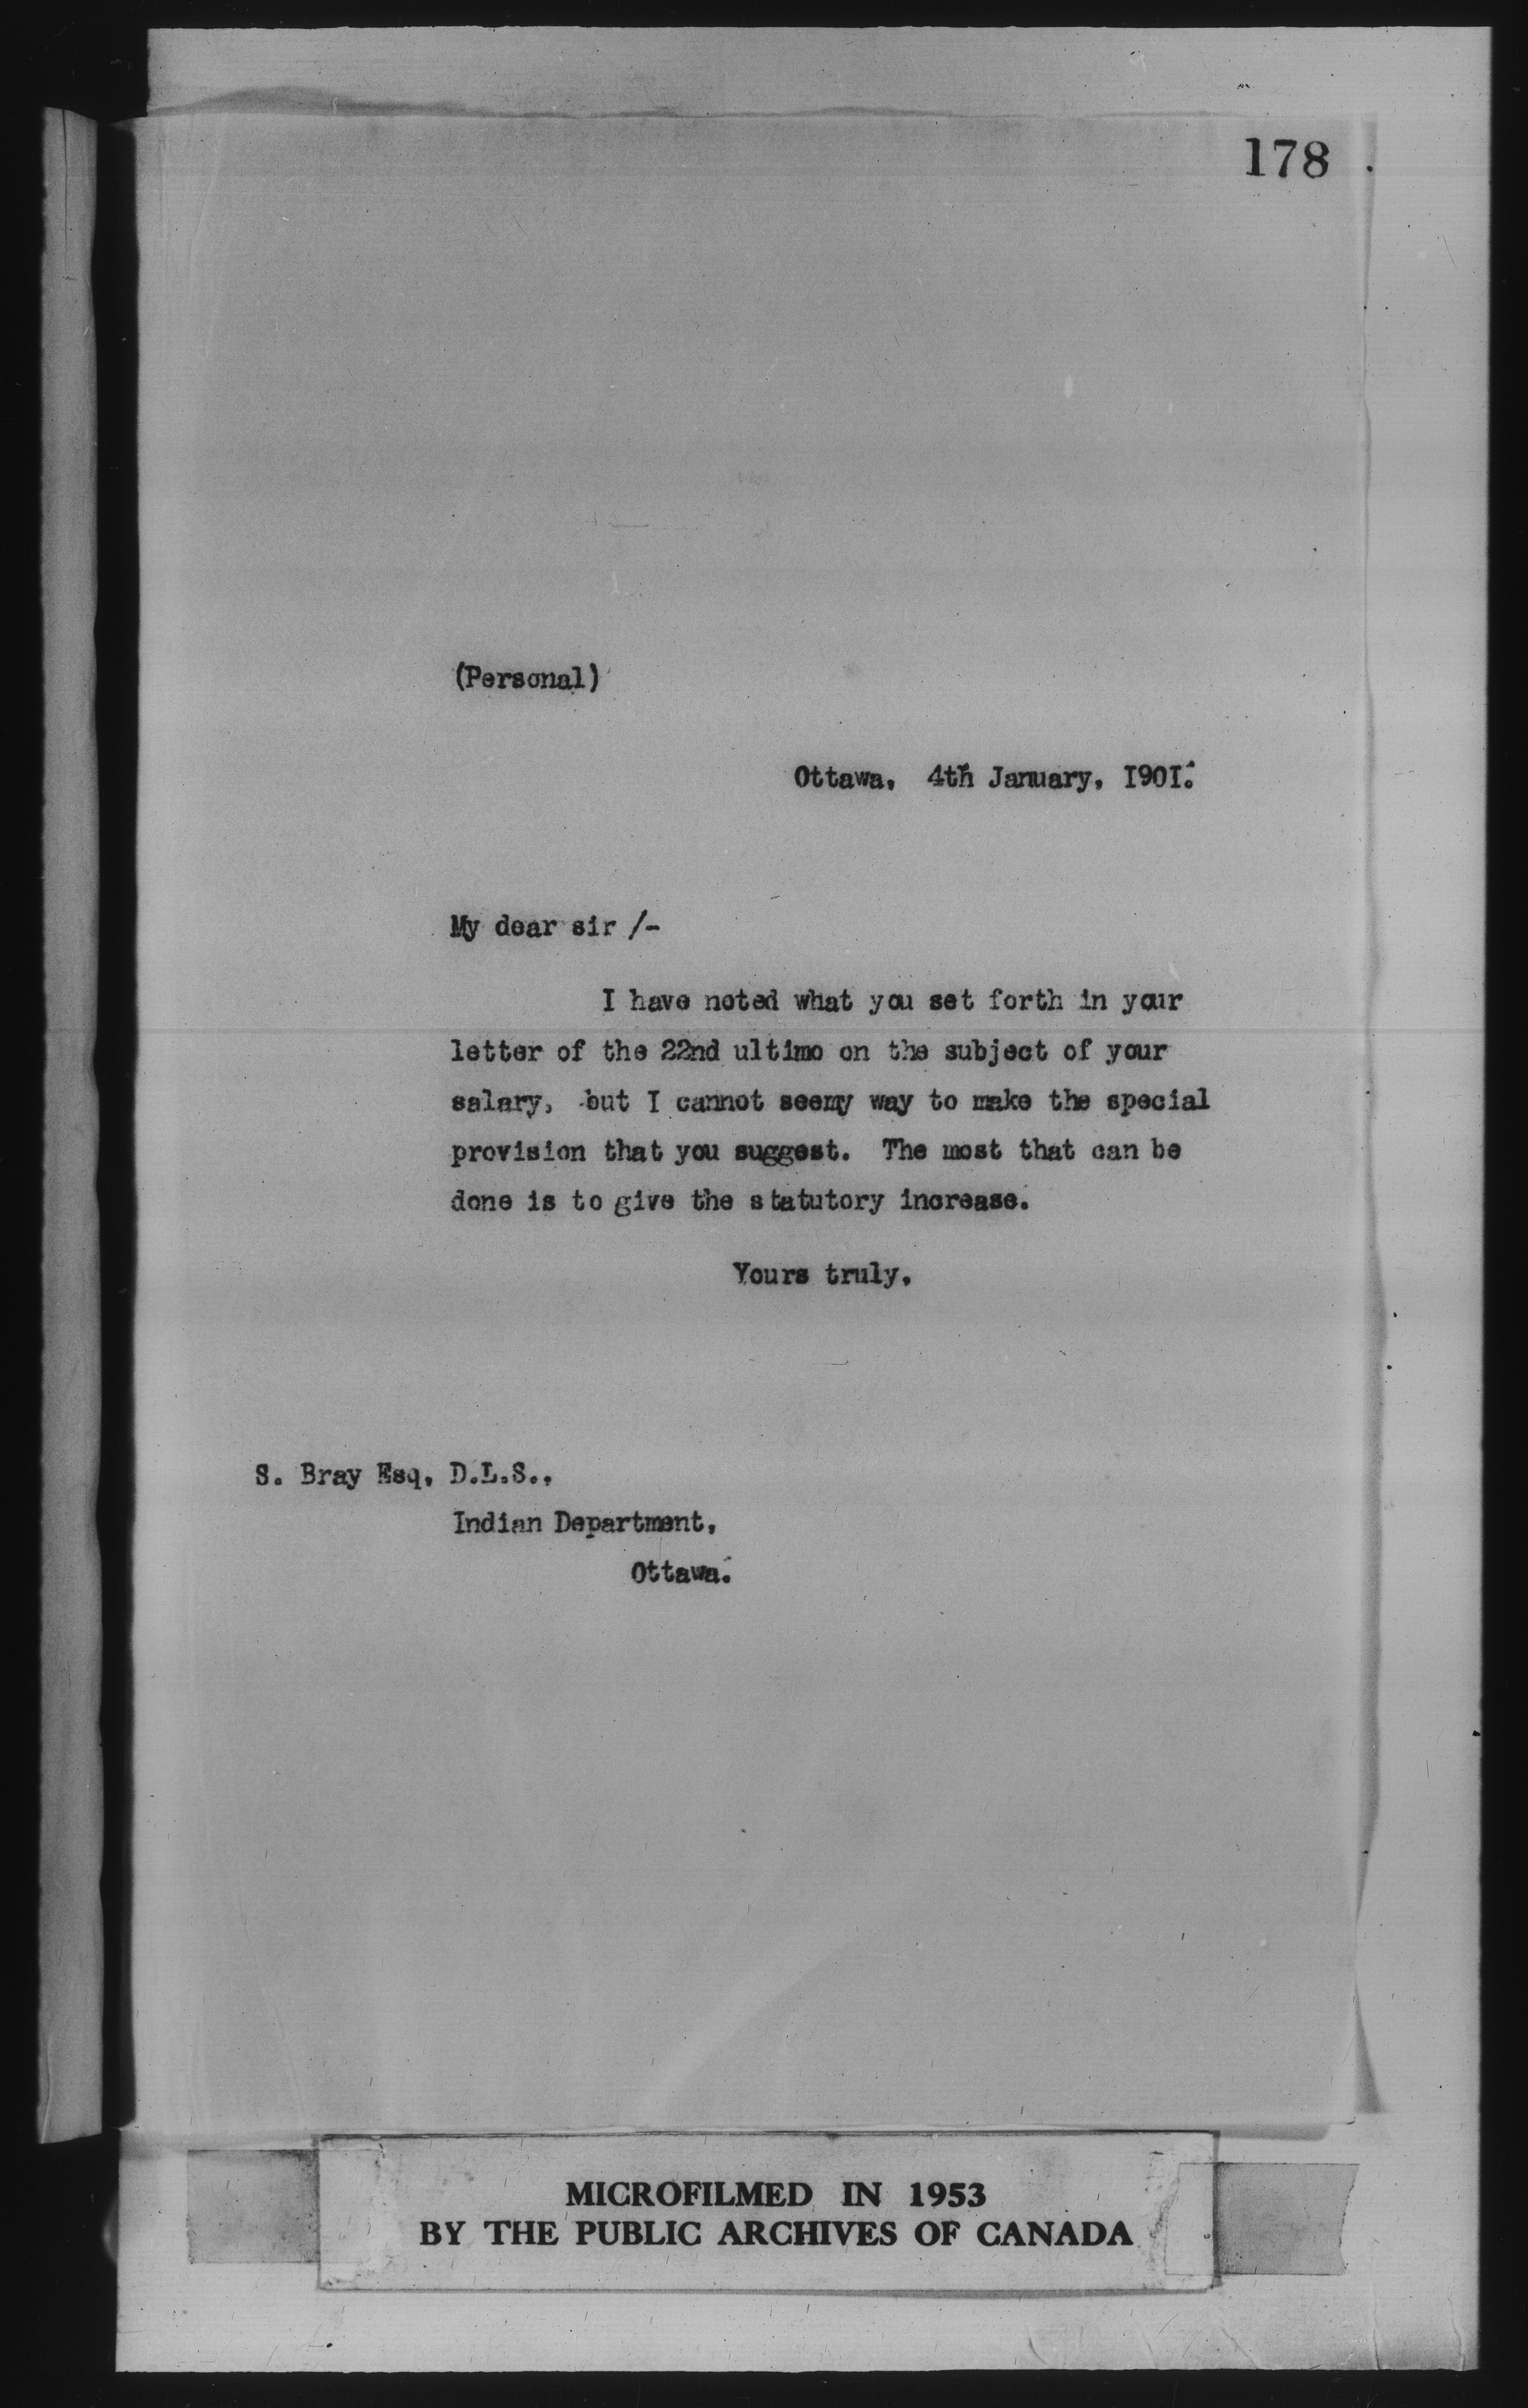 178
(Personal)
Ottawa, 4th January, 1901.
My dear sir /-
I have noted what you set forth in your
letter of the 22nd ultimo on the subject of your
salary, but I cannot seemy way to make the special
provision that you suggest. The most that can be
done is to give the statutory increase.
Yours truly,
S. Bray Esq, D.L.S.,
Indian Department,
Ottawa.
MICROFILMED IN 1953
BY THE PUBLIC ARCHIVES OF CANADA